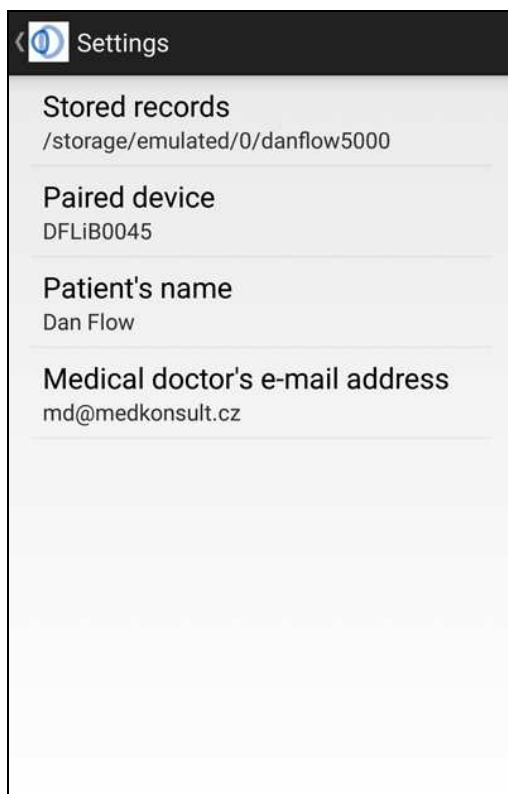 Settings
Stored records
/storage/emulated/0/danflow5000
Paired device
DFLiB0045
Patient's name
Dan Flow
Medical doctor's e-mail address
md@medkonsult.cz